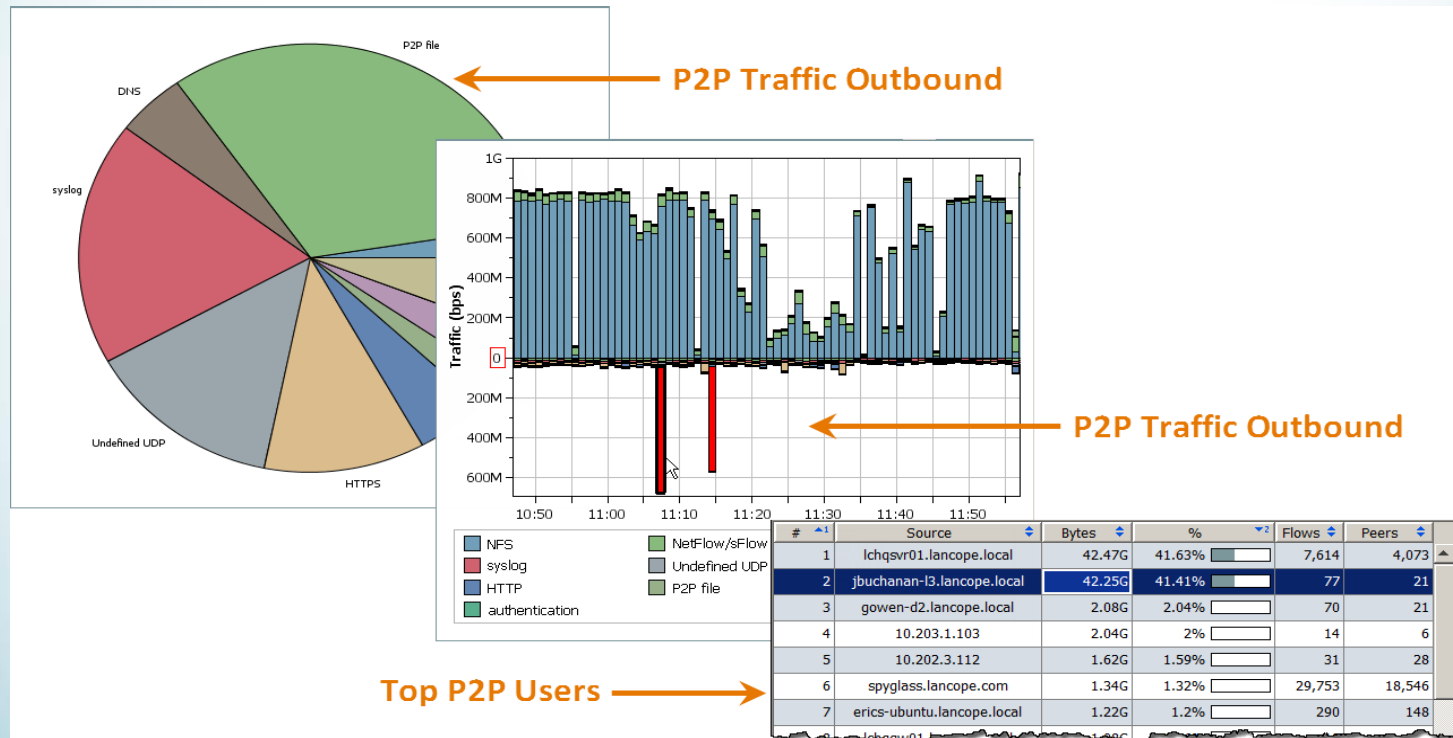 P2P file
P2P Traffic Outbound
DNS
syslog
Undefined UDP
HTTPS
1G
800M
600M
400M
200M
0
200M
400M
600M
Traffic (bps)
10:50 11:00 11:10 11:20 11:30 11:40 11:50
P2P Traffic Outbound
NFS NetFlow/sFlow
syslog Undefined UDP
HTTP P2P file
authentication
Top P2P Users
# 1 Source Bytes % 2 Flows Peers
1 lchqsvr01.lancope.local 42.47G 41.63% 7,614 4,073
2 jbuchanan-l3.lancope.local 42.25G 41.41% 77 21
3 gowen-d2.lancope.local 2.08G 2.04% 70 21
4 10.203.1.103 2.04G 2% 14 6
5 10.202.3.112 1.62G 1.59% 31 28
6 spyglass.lancope.com 1.34G 1.32% 29,753 18,546
7 erics-ubuntu.lancope.local 1.22G 1.2% 290 148